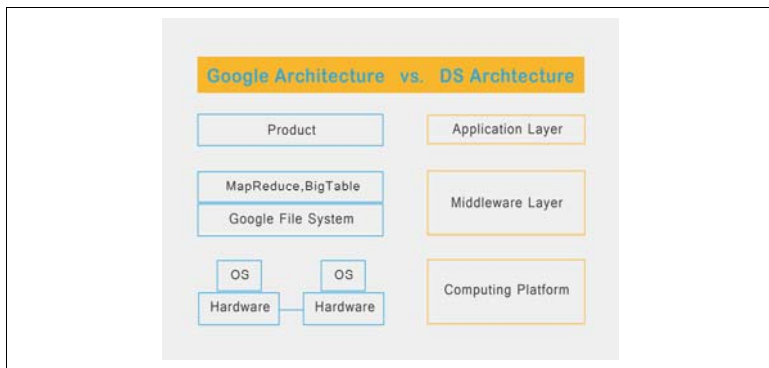 Google Architecture vs. DS Archtecture
Product
Application Layer
MapReduce,BigTable
Google File System
Middleware Layer
OS
OS
Hardware
Hardware
Computing Platform